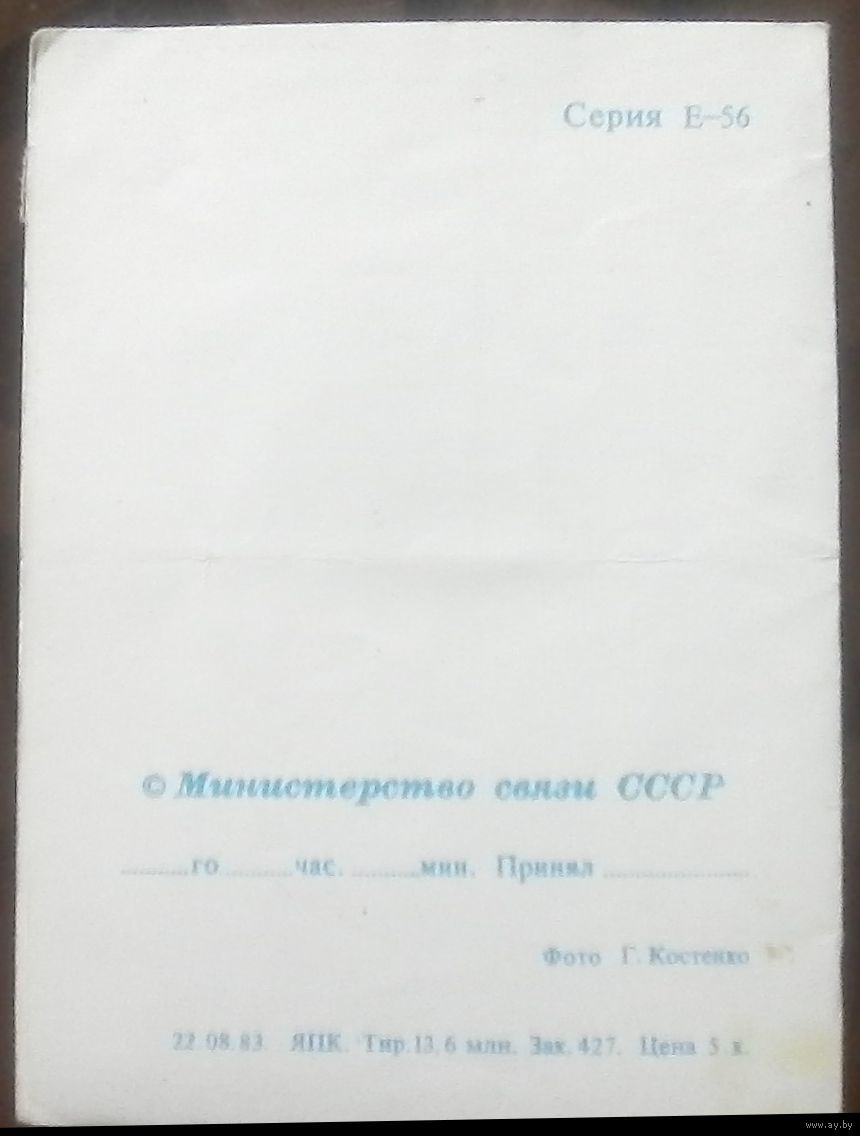 Серия Е-56
© Министерство связи СССР
..........го ..........час. ..........мин. Принял ......................
Фото Г. Костенко
22.08.83. ЯПК. Тир. 13,6 млн. Зак. 427. Цена 5 к.
www.ay.by